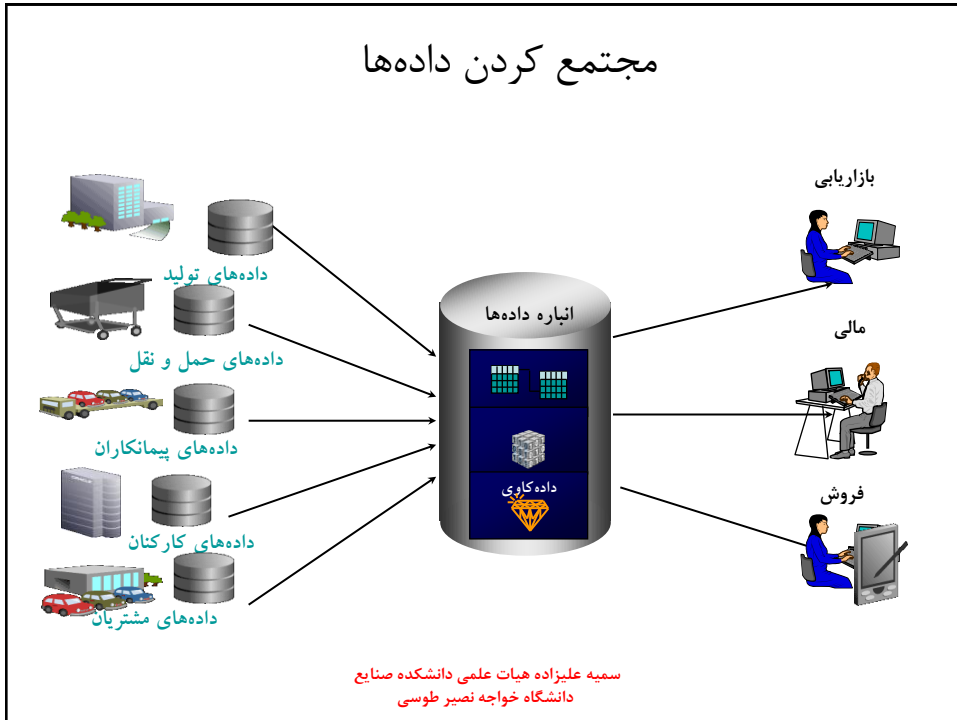 مجتمع کردن داده‌ها
بازاریابی
داده‌های تولید
انباره داده‌ها
مالی
داده‌های حمل و نقل
داده‌های پیمانکاران
داده‌کاوی
فروش
داده‌های کارکنان
داده‌های مشتریان
سمیه علیزاده هیات علمی دانشکده صنایع
دانشگاه خواجه نصیر طوسی